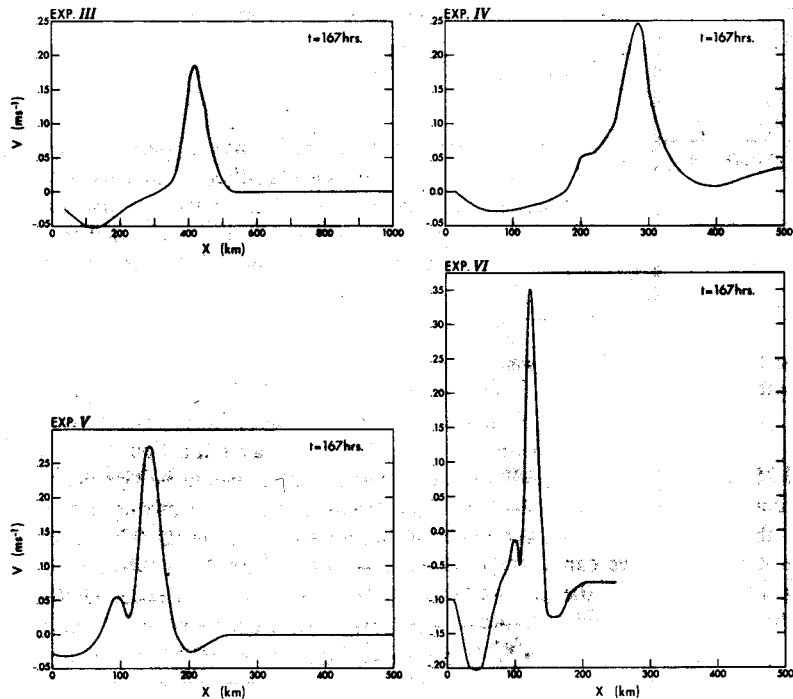 EXP. III
t=167hrs.
.25
.20
.15
.10
.05
0
-.05
V (ms⁻¹)
0 200 400 600 800 1000
X (km)
EXP. IV
t=167hrs.
.25
.20
.15
.10
.05
0
-.05
0 100 200 300 400 500
EXP. V
t=167hrs.
.25
.20
.15
.10
.05
0.0
-.05
V (ms⁻¹)
0 100 200 300 400 500
X (km)
EXP. VI
t=167hrs.
.35
.30
.25
.20
.15
.10
.05
0.0
-.05
-.10
-.15
-.20
0 100 200 300 400 500
X (km)